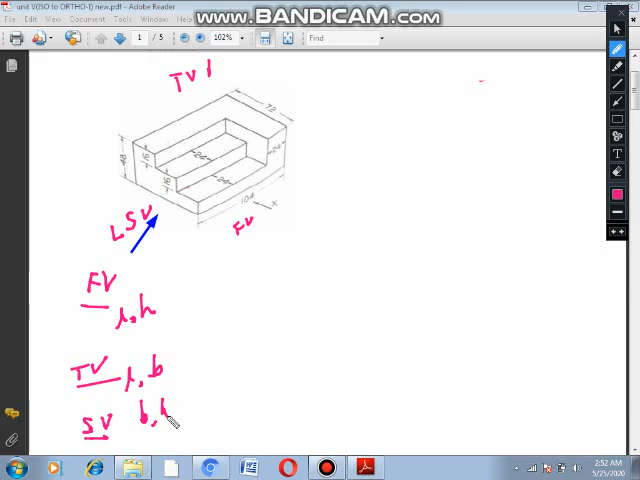 unit V(ISO to ORTHO-I) new.pdf - Adobe Reader
WWW.BANDICAM.COM
File Edit View Document Tools Window Help
1 / 5 102% Find
TV
72
48
16
24
24
16
24
104
X
LSV
FV
FV
l, h
TV l, b
SV b, h
2:52 AM
5/25/2020